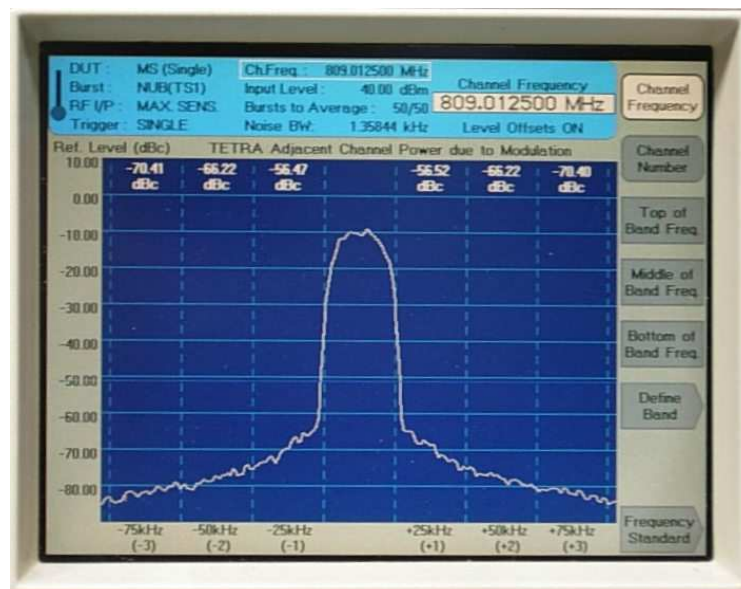 DUT : MS (Single) Ch.Freq. : 809.012500 MHz
Burst : NUB(TS1) Input Level : 40.00 dBm Channel Frequency
RF I/P : MAX. SENS. Bursts to Average : 50/50 809.012500 MHz
Trigger : SINGLE Noise BW: 1.35844 kHz Level Offsets ON
Ref. Level (dBc) TETRA Adjacent Channel Power due to Modulation
10.00 -70.41 -66.22 -56.47 -56.52 -66.22 -70.40
dBc dBc dBc dBc dBc dBc
0.00
-10.00
-20.00
-30.00
-40.00
-50.00
-60.00
-70.00
-80.00
-75kHz -50kHz -25kHz +25kHz +50kHz +75kHz
(-3) (-2) (-1) (+1) (+2) (+3)
Channel
Frequency
Channel
Number
Top of
Band Freq.
Middle of
Band Freq.
Bottom of
Band Freq.
Define
Band
Frequency
Standard